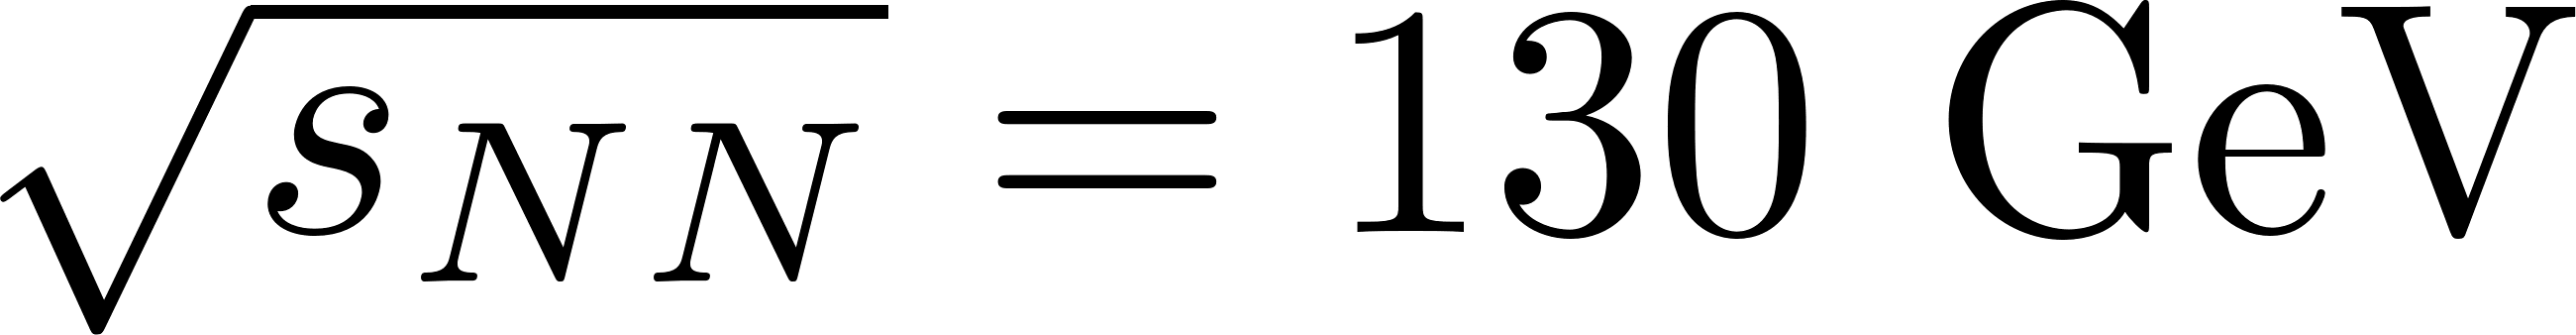 √s_NN = 130 GeV